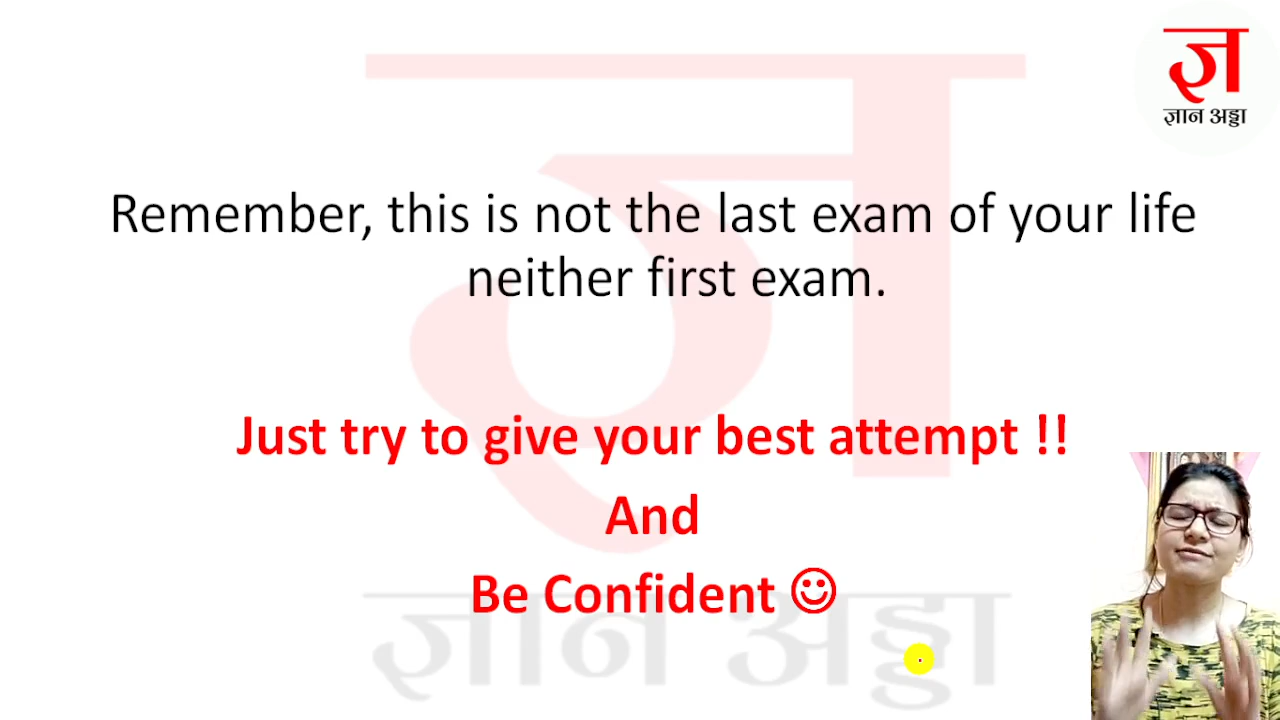 ज्ञ
ज्ञान अड्डा
Remember, this is not the last exam of your life
neither first exam.
Just try to give your best attempt !!
And
Be Confident ☺
ज्ञ
ज्ञान अड्डा